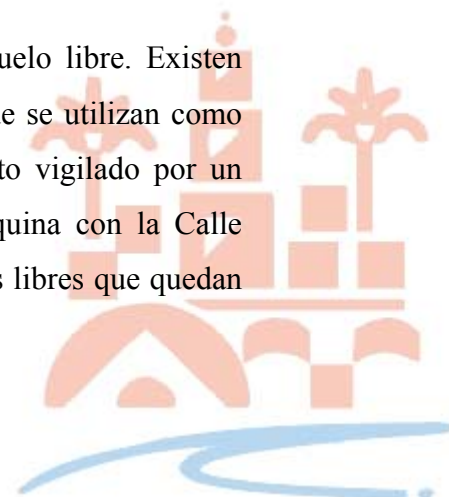 uelo libre. Existen
e se utilizan como
to vigilado por un
quina con la Calle
s libres que quedan